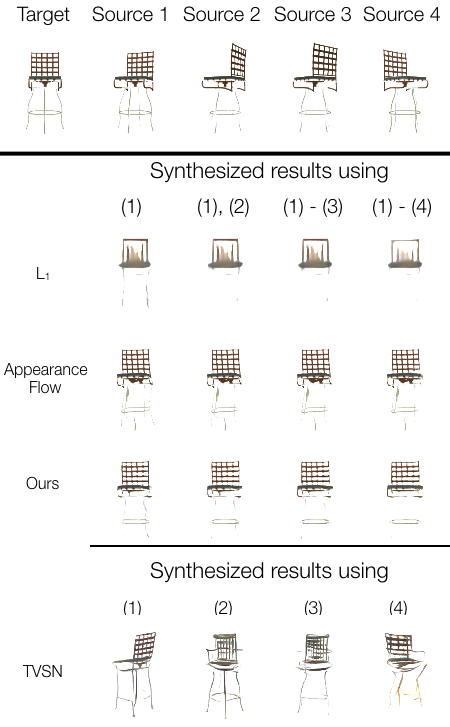 Target Source 1 Source 2 Source 3 Source 4
Synthesized results using
(1) (1), (2) (1) - (3) (1) - (4)
L₁
Appearance
Flow
Ours
Synthesized results using
(1) (2) (3) (4)
TVSN